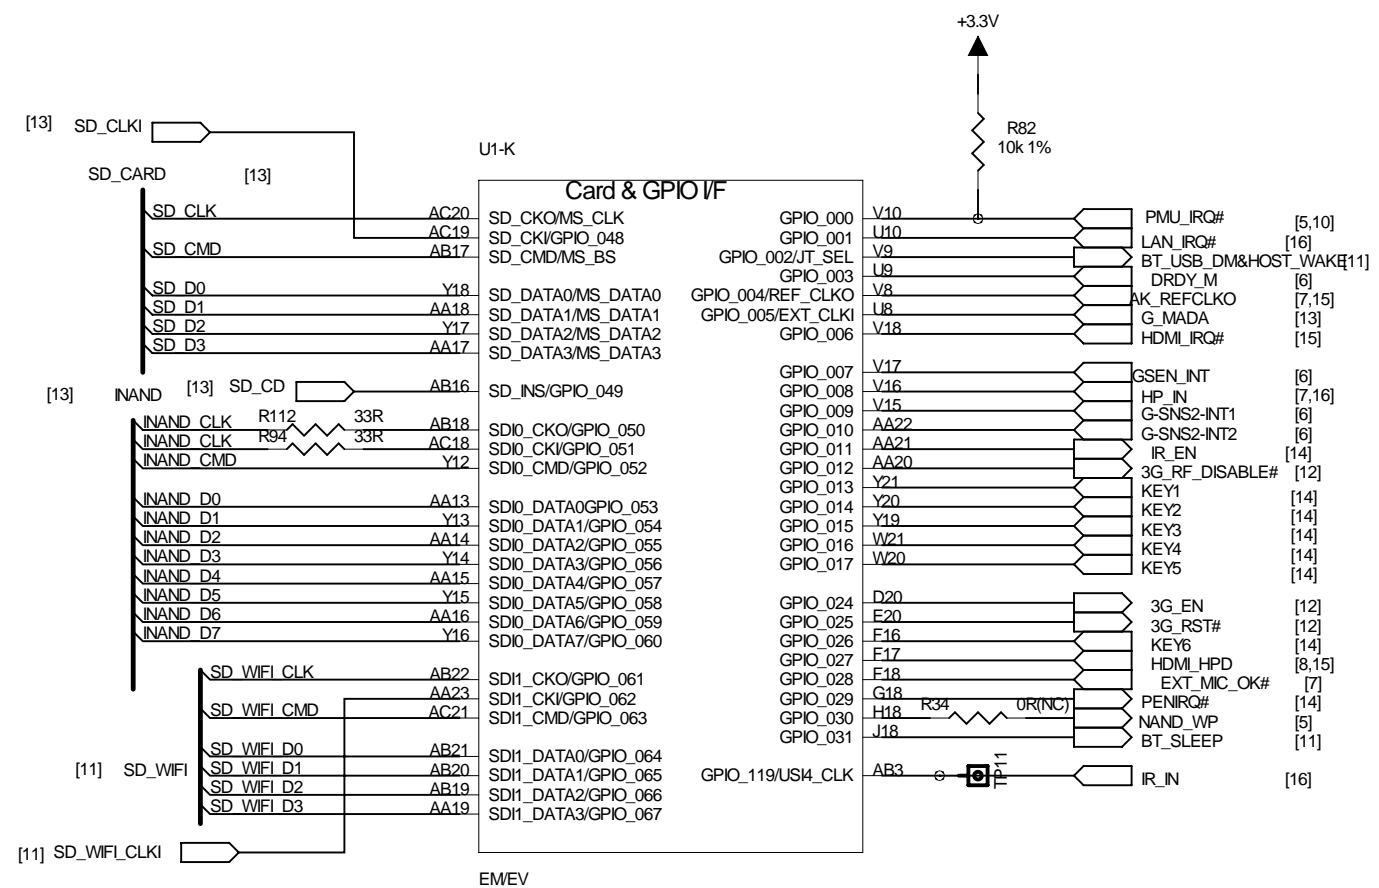 +3.3V
R82
10k 1%
[13] SD_CLKI
U1-K
SD_CARD [13]
Card & GPIO I/F
SD_CLK AC20 SD_CKO/MS_CLK GPIO_000 V10 PMU_IRQ# [5,10]
AC19 SD_CKI/GPIO_048 GPIO_001 U10 LAN_IRQ# [16]
SD_CMD AB17 SD_CMD/MS_BS GPIO_002/JT_SEL V9 BT_USB_DM&HOST_WAKE[11]
GPIO_003 U9 DRDY_M [6]
SD_D0 Y18 SD_DATA0/MS_DATA0 GPIO_004/REF_CLKO V8 AK_REFCLKO [7,15]
SD_D1 AA18 SD_DATA1/MS_DATA1 GPIO_005/EXT_CLKI U8 G_MADA [13]
SD_D2 Y17 SD_DATA2/MS_DATA2 GPIO_006 V18 HDMI_IRQ# [15]
SD_D3 AA17 SD_DATA3/MS_DATA3
GPIO_007 V17 GSEN_INT [6]
[13] INAND [13] SD_CD AB16 SD_INS/GPIO_049 GPIO_008 V16 HP_IN [7,16]
GPIO_009 V15 G-SNS2-INT1 [6]
INAND_CLK R112 33R AB18 SDI0_CKO/GPIO_050 GPIO_010 AA22 G-SNS2-INT2 [6]
INAND_CLK R94 33R AC18 SDI0_CKI/GPIO_051 GPIO_011 AA21 IR_EN [14]
INAND_CMD Y12 SDI0_CMD/GPIO_052 GPIO_012 AA20 3G_RF_DISABLE# [12]
GPIO_013 Y21 KEY1 [14]
INAND_D0 AA13 SDI0_DATA0GPIO_053 GPIO_014 Y20 KEY2 [14]
INAND_D1 Y13 SDI0_DATA1/GPIO_054 GPIO_015 Y19 KEY3 [14]
INAND_D2 AA14 SDI0_DATA2/GPIO_055 GPIO_016 W21 KEY4 [14]
INAND_D3 Y14 SDI0_DATA3/GPIO_056 GPIO_017 W20 KEY5 [14]
INAND_D4 AA15 SDI0_DATA4/GPIO_057
INAND_D5 Y15 SDI0_DATA5/GPIO_058 GPIO_024 D20 3G_EN [12]
INAND_D6 AA16 SDI0_DATA6/GPIO_059 GPIO_025 E20 3G_RST# [12]
INAND_D7 Y16 SDI0_DATA7/GPIO_060 GPIO_026 F16 KEY6 [14]
GPIO_027 F17 HDMI_HPD [8,15]
SD_WIFI_CLK AB22 SDI1_CKO/GPIO_061 GPIO_028 F18 EXT_MIC_OK# [7]
AA23 SDI1_CKI/GPIO_062 GPIO_029 G18 PENIRQ# [14]
SD_WIFI_CMD AC21 SDI1_CMD/GPIO_063 GPIO_030 H18 R34 0R(NC) NAND_WP [5]
GPIO_031 J18 BT_SLEEP [11]
SD_WIFI_D0 AB21 SDI1_DATA0/GPIO_064
[11] SD_WIFI SD_WIFI_D1 AB20 SDI1_DATA1/GPIO_065 GPIO_119/USI4_CLK AB3 TP11 IR_IN [16]
SD_WIFI_D2 AB19 SDI1_DATA2/GPIO_066
SD_WIFI_D3 AA19 SDI1_DATA3/GPIO_067
[11] SD_WIFI_CLKI
EM/EV